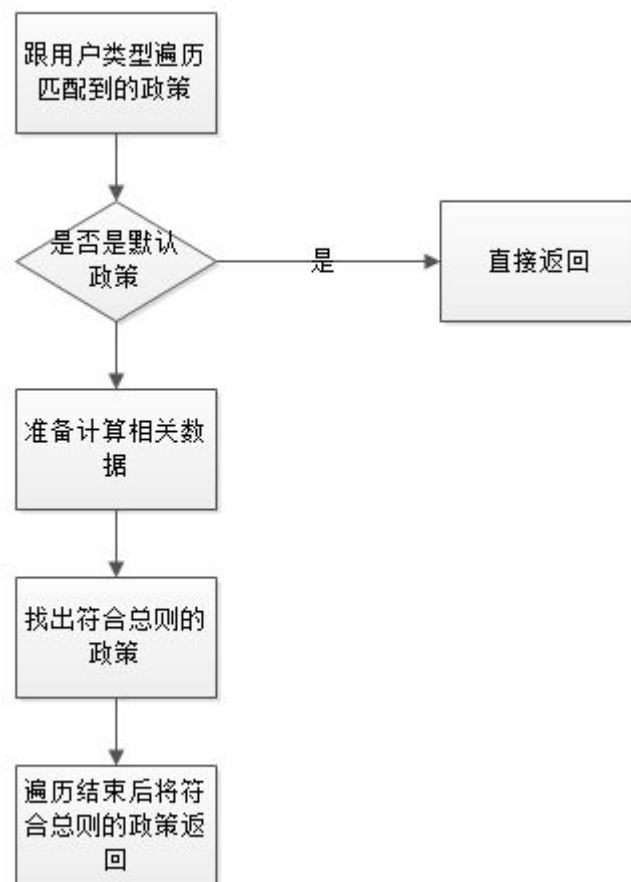 跟用户类型遍历
匹配到的政策
是否是默认
政策
是
直接返回
准备计算相关数
据
找出符合总则的
政策
遍历结束后将符
合总则的政策返
回